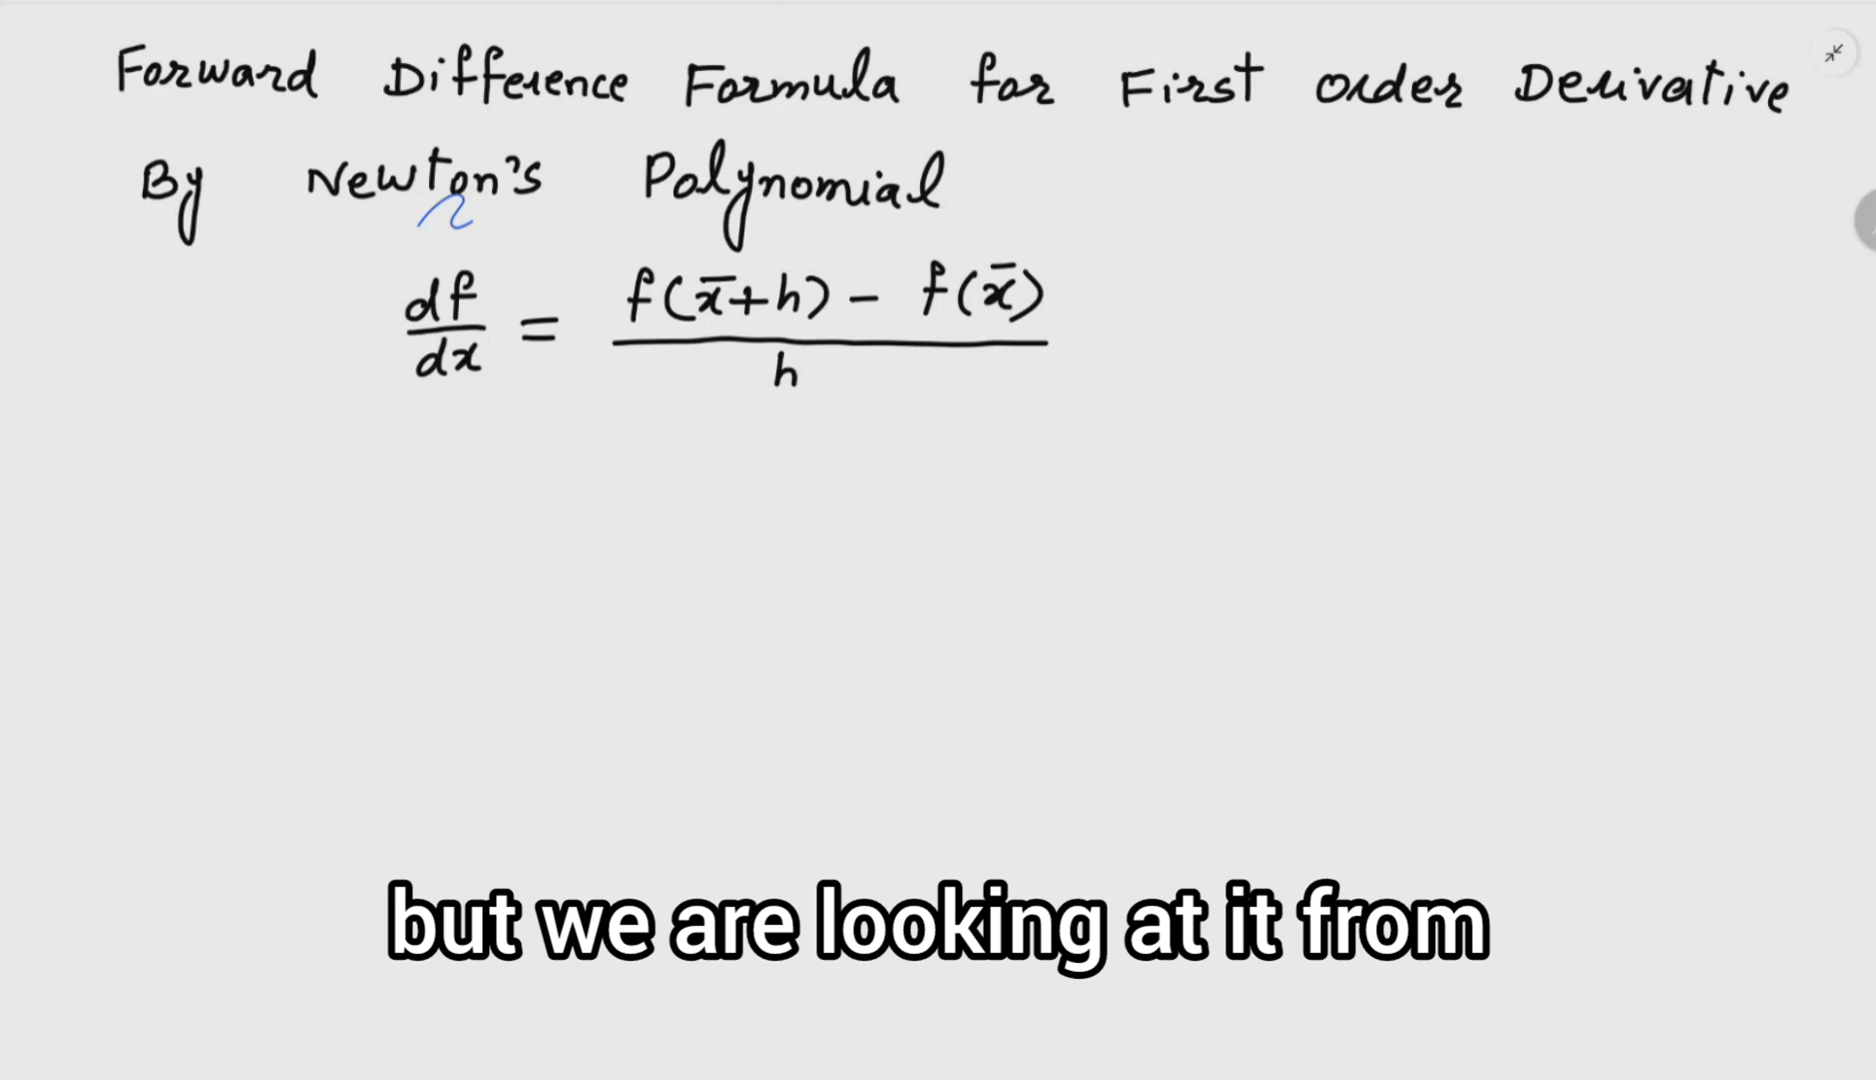 Forward Difference Formula for First order Derivative
By Newton's Polynomial
df/dx = (f(x̄+h) - f(x̄))/h
but we are looking at it from